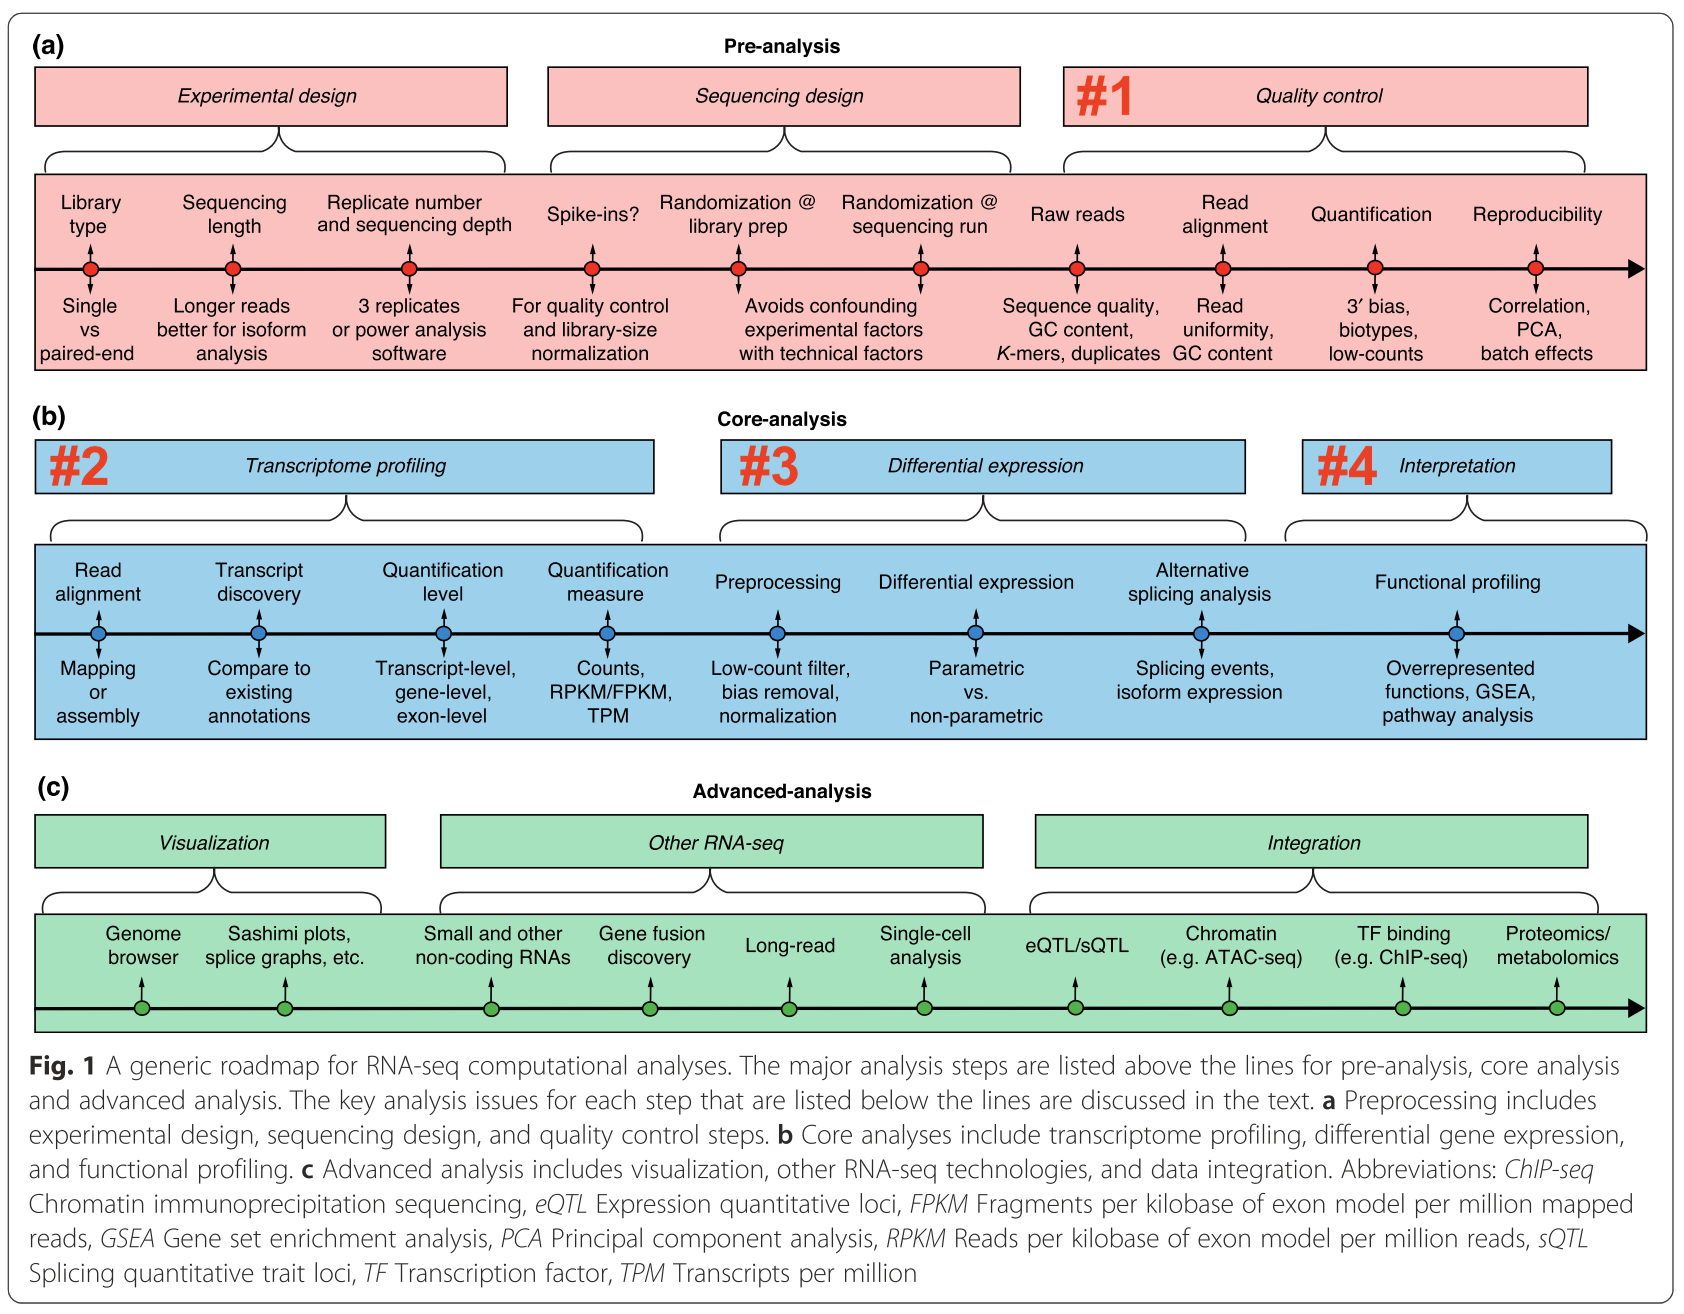 (a)
Pre-analysis
Experimental design
Sequencing design
#1 Quality control
Library
type
Sequencing
length
Replicate number
and sequencing depth
Spike-ins?
Randomization @
library prep
Randomization @
sequencing run
Raw reads
Read
alignment
Quantification
Reproducibility
Single
vs
paired-end
Longer reads
better for isoform
analysis
3 replicates
or power analysis
software
For quality control
and library-size
normalization
Avoids confounding
experimental factors
with technical factors
Sequence quality,
GC content,
K-mers, duplicates
Read
uniformity,
GC content
3′ bias,
biotypes,
low-counts
Correlation,
PCA,
batch effects
(b)
Core-analysis
#2 Transcriptome profiling
#3 Differential expression
#4 Interpretation
Read
alignment
Transcript
discovery
Quantification
level
Quantification
measure
Preprocessing
Differential expression
Alternative
splicing analysis
Functional profiling
Mapping
or
assembly
Compare to
existing
annotations
Transcript-level,
gene-level,
exon-level
Counts,
RPKM/FPKM,
TPM
Low-count filter,
bias removal,
normalization
Parametric
vs.
non-parametric
Splicing events,
isoform expression
Overrepresented
functions, GSEA,
pathway analysis
(c)
Advanced-analysis
Visualization
Other RNA-seq
Integration
Genome
browser
Sashimi plots,
splice graphs, etc.
Small and other
non-coding RNAs
Gene fusion
discovery
Long-read
Single-cell
analysis
eQTL/sQTL
Chromatin
(e.g. ATAC-seq)
TF binding
(e.g. ChIP-seq)
Proteomics/
metabolomics
Fig. 1 A generic roadmap for RNA-seq computational analyses. The major analysis steps are listed above the lines for pre-analysis, core analysis
and advanced analysis. The key analysis issues for each step that are listed below the lines are discussed in the text. a Preprocessing includes
experimental design, sequencing design, and quality control steps. b Core analyses include transcriptome profiling, differential gene expression,
and functional profiling. c Advanced analysis includes visualization, other RNA-seq technologies, and data integration. Abbreviations: ChIP-seq
Chromatin immunoprecipitation sequencing, eQTL Expression quantitative loci, FPKM Fragments per kilobase of exon model per million mapped
reads, GSEA Gene set enrichment analysis, PCA Principal component analysis, RPKM Reads per kilobase of exon model per million reads, sQTL
Splicing quantitative trait loci, TF Transcription factor, TPM Transcripts per million